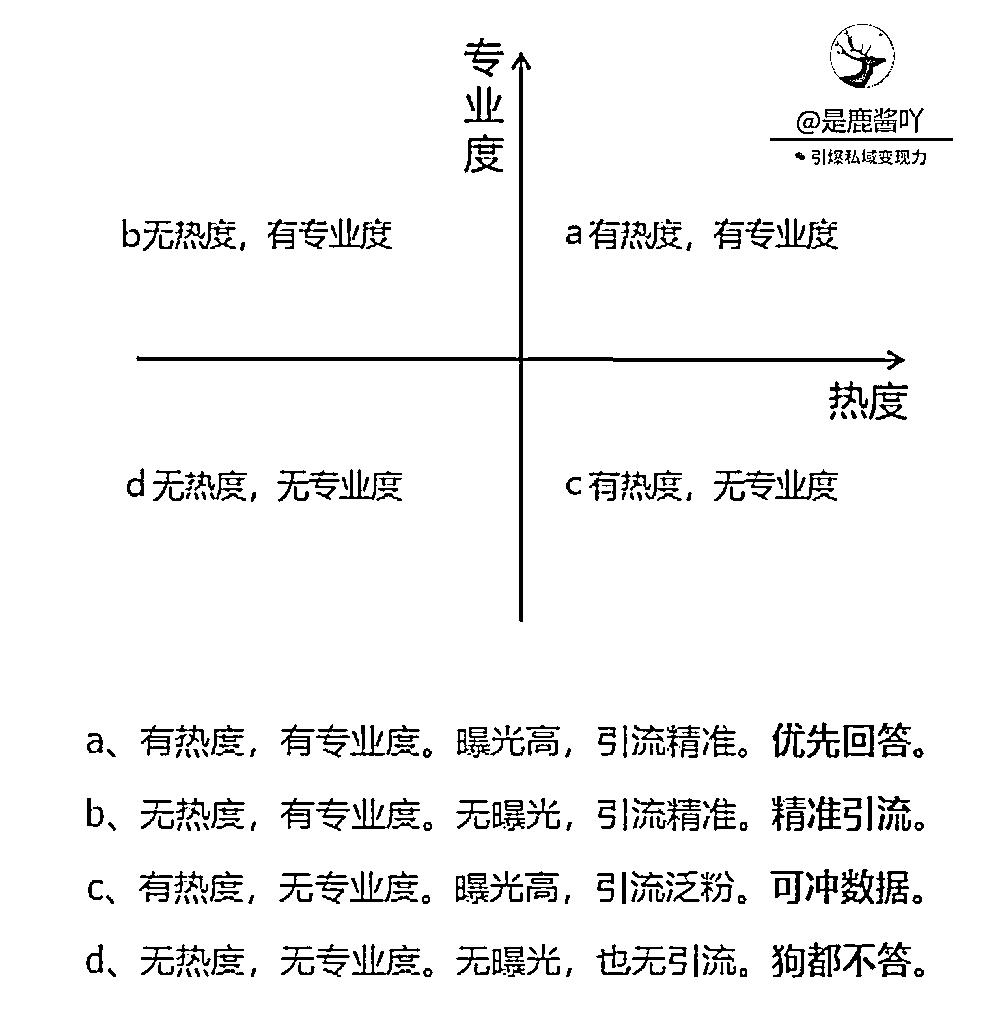 专业度
@是鹿酱吖
引爆私域变现力
b无热度，有专业度
a有热度，有专业度
热度
d无热度，无专业度
c有热度，无专业度
a、有热度，有专业度。曝光高，引流精准。优先回答。
b、无热度，有专业度。无曝光，引流精准。精准引流。
c、有热度，无专业度。曝光高，引流泛粉。可冲数据。
d、无热度，无专业度。无曝光，也无引流。狗都不答。